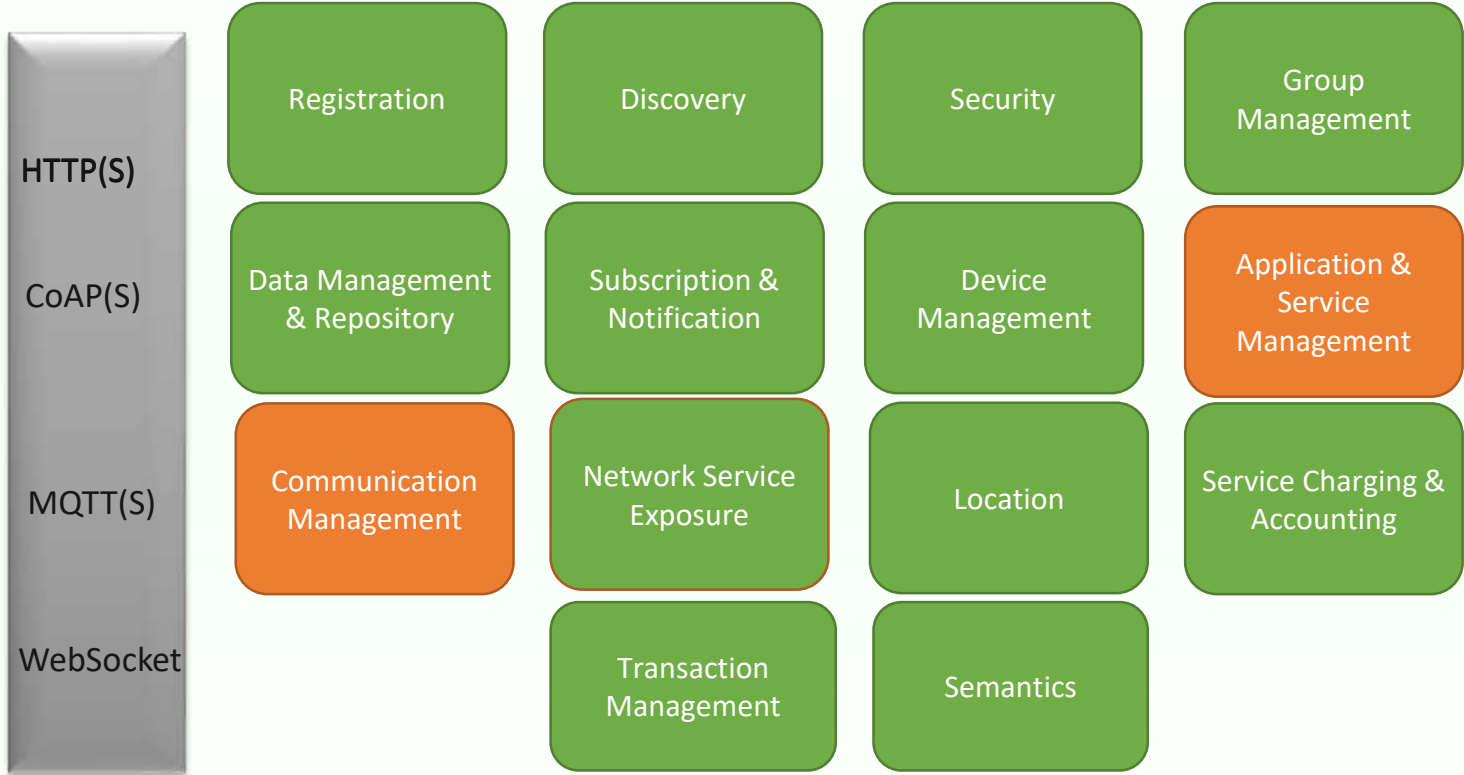 HTTP(S)
CoAP(S)
MQTT(S)
WebSocket
Registration
Discovery
Security
Group
Management
Data Management
& Repository
Subscription &
Notification
Device
Management
Application &
Service
Management
Communication
Management
Network Service
Exposure
Location
Service Charging &
Accounting
Transaction
Management
Semantics